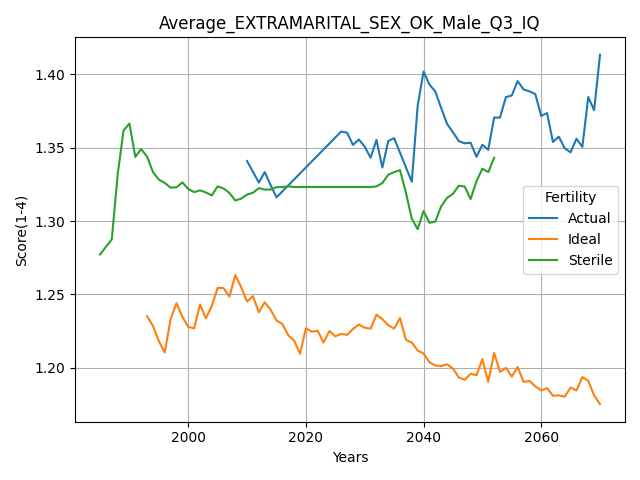 Average_EXTRAMARITAL_SEX_OK_Male_Q3_IQ
Score(1-4)
1.40
1.35
1.30
1.25
1.20
Fertility
Actual
Ideal
Sterile
2000
2020
2040
2060
Years